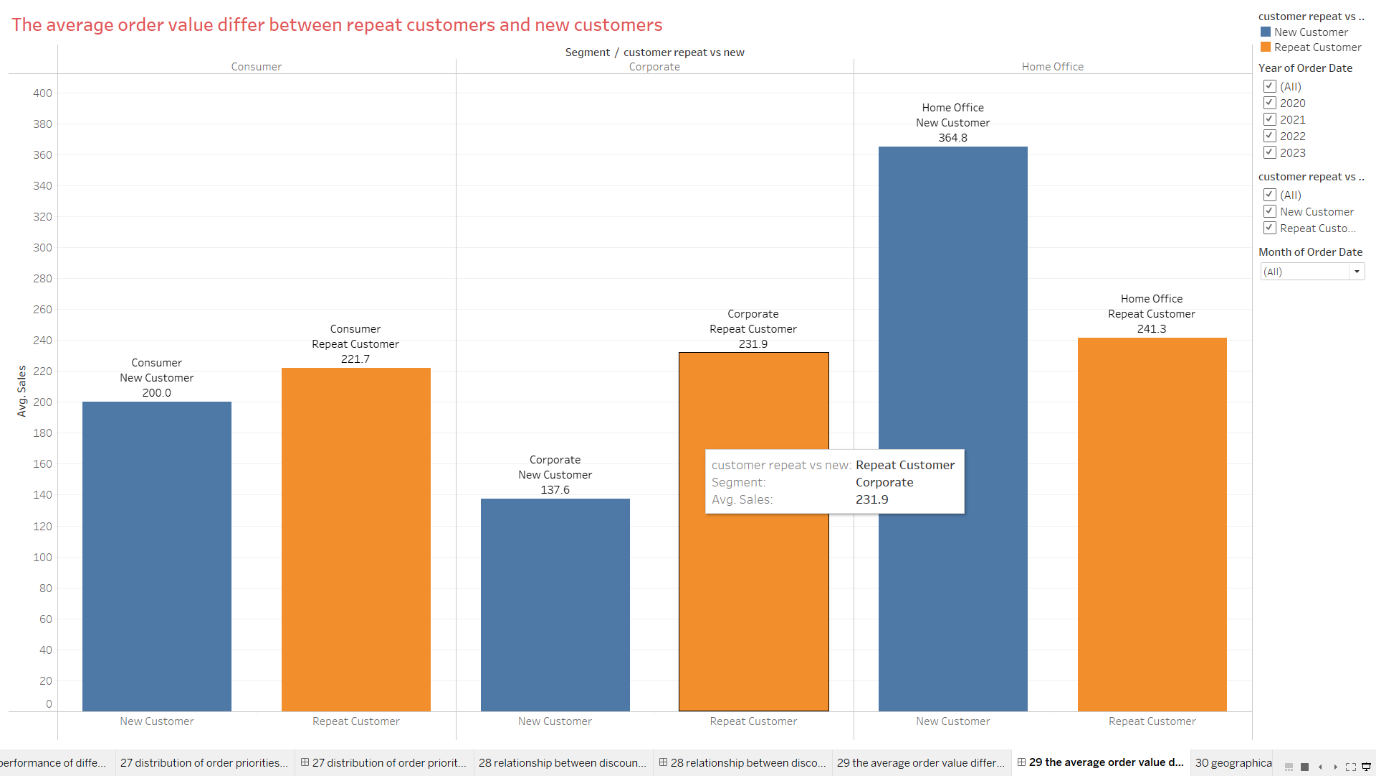 The average order value differ between repeat customers and new customers
Segment / customer repeat vs new
Consumer
Corporate
Home Office
Avg. Sales
400
380
360
340
320
300
280
260
240
220
200
180
160
140
120
100
80
60
40
20
0
Consumer
New Customer
200.0
Consumer
Repeat Customer
221.7
Corporate
New Customer
137.6
Corporate
Repeat Customer
231.9
Home Office
New Customer
364.8
Home Office
Repeat Customer
241.3
customer repeat vs new: Repeat Customer
Segment: Corporate
Avg. Sales: 231.9
New Customer
Repeat Customer
New Customer
Repeat Customer
New Customer
Repeat Customer
customer repeat vs ..
New Customer
Repeat Customer
Year of Order Date
(All)
2020
2021
2022
2023
customer repeat vs ..
(All)
New Customer
Repeat Custo...
Month of Order Date
(All)
performance of diffe...
27 distribution of order priorities...
27 distribution of order priorit...
28 relationship between discoun...
28 relationship between disco...
29 the average order value differ...
29 the average order value d...
30 geographica